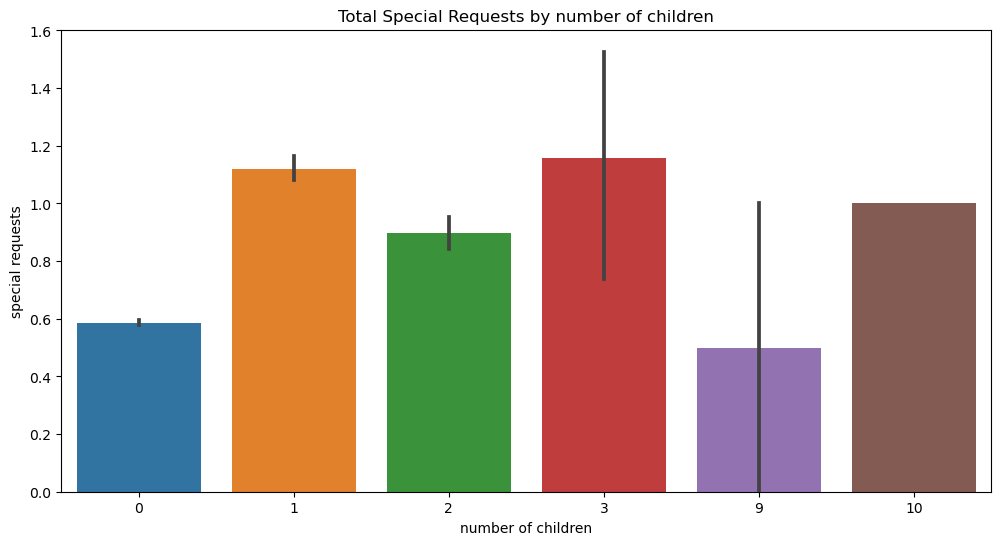 Total Special Requests by number of children
special requests
1.6
1.4
1.2
1.0
0.8
0.6
0.4
0.2
0.0
0 1 2 3 9 10
number of children